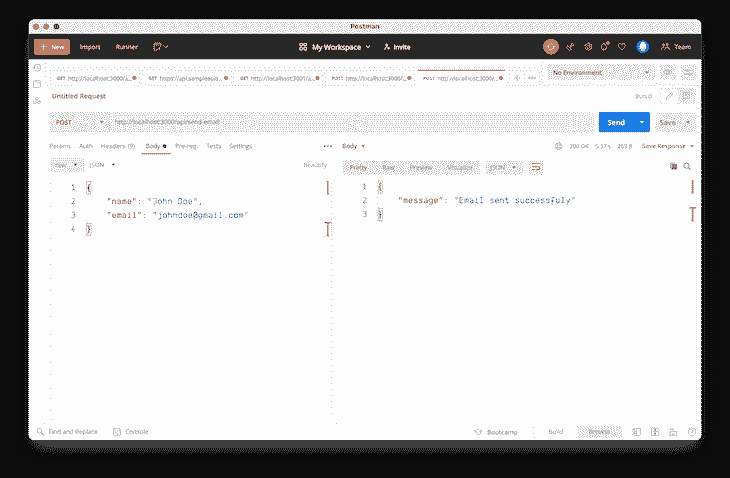 Postman
+ New Import Runner My Workspace Invite Team
GET http://localhost:3000/a... GET https://api.sampleapis... GET http://localhost:3001/a... POST http://localhost:3000/... POST http://localhost:3000/... No Environment
Untitled Request BUILD
POST http://localhost:3000/api/send-email Send Save
Params Auth Headers (9) Body Pre-req. Tests Settings Body 200 OK Save Response
raw JSON Beautify Pretty Raw Preview Visualize JSON
1 { 1 {
2 "name": "John Doe", 2 "message": "Email sent successfuly"
3 "email": "johndoe@gmail.com" 3 }
4 }
Find and Replace Console Bootcamp Build Browse